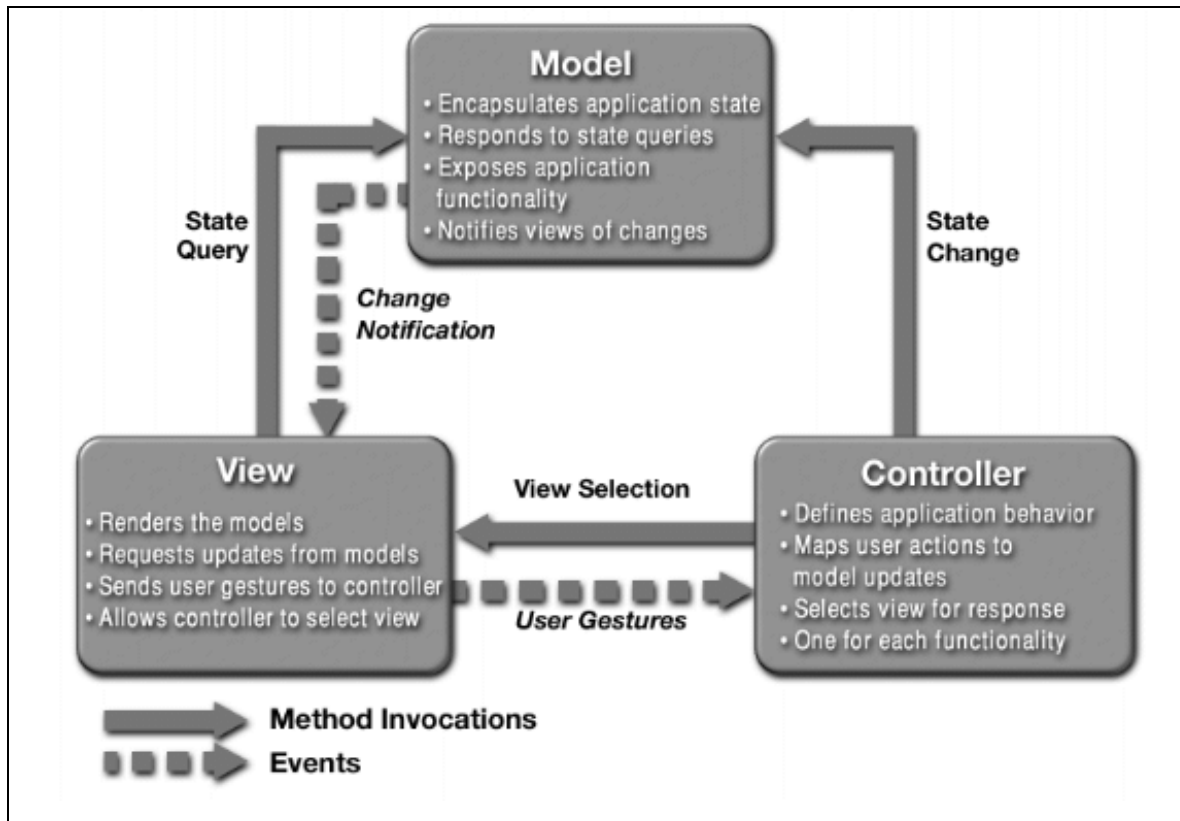 Model
• Encapsulates application state
• Responds to state queries
• Exposes application
functionality
• Notifies views of changes
State
Query
Change
Notification
State
Change
View
• Renders the models
• Requests updates from models
• Sends user gestures to controller
• Allows controller to select view
View Selection
User Gestures
Controller
• Defines application behavior
• Maps user actions to
model updates
• Selects view for response
• One for each functionality
Method Invocations
Events